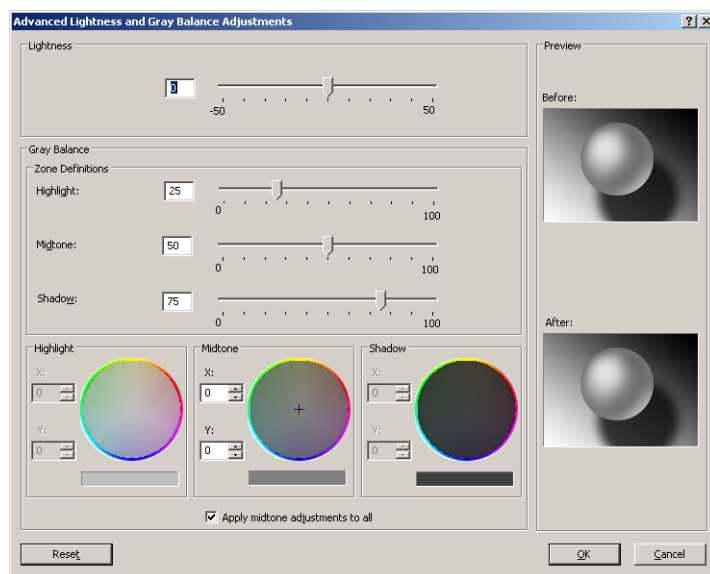 Advanced Lightness and Gray Balance Adjustments
Lightness
0
-50 50
Gray Balance
Zone Definitions
Highlight: 25
0 100
Midtone: 50
0 100
Shadow: 75
0 100
Highlight
X:
0
Y:
0
Midtone
X:
0
Y:
0
Shadow
X:
0
Y:
0
Apply midtone adjustments to all
Preview
Before:
After:
Reset OK Cancel